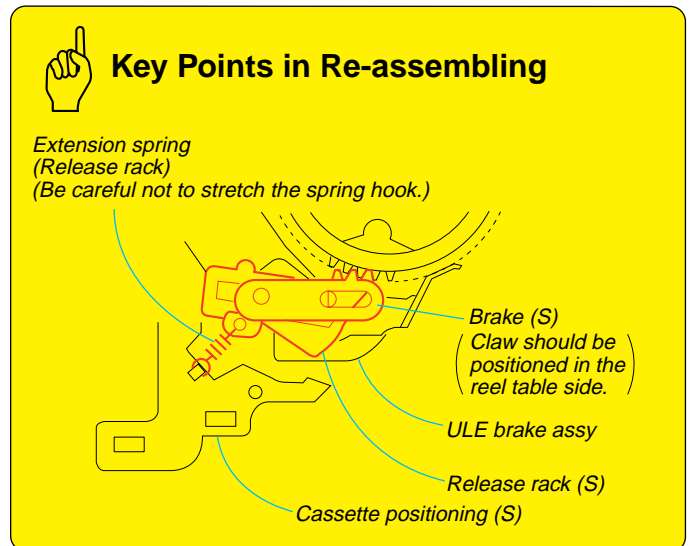 Key Points in Re-assembling
Extension spring
(Release rack)
(Be careful not to stretch the spring hook.)
Brake (S)
(Claw should be
positioned in the
reel table side.)
ULE brake assy
Release rack (S)
Cassette positioning (S)